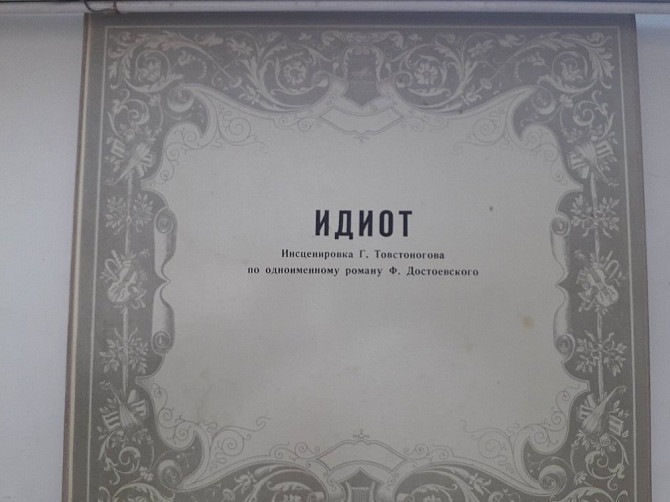 ИДИОТ
Инсценировка Г. Товстоногова
по одноименному роману Ф. Достоевского